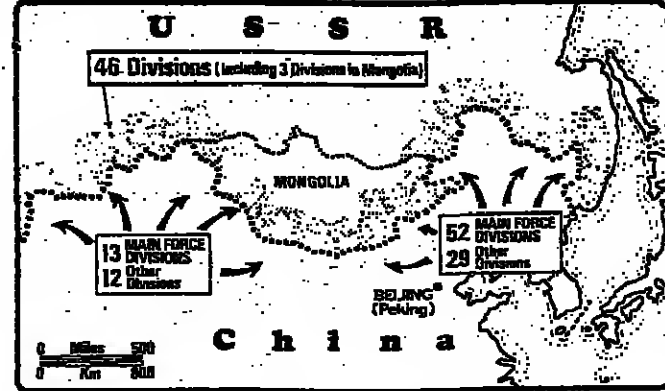 U S S R
46 Divisions (Including 3 Divisions in Mongolia)
MONGOLIA
13 MAIN FORCE DIVISIONS
12 Other Divisions
52 MAIN FORCE DIVISIONS
29 Other Divisions
BEIJING
(Peking)
China
0 Miles 500
0 Km 800